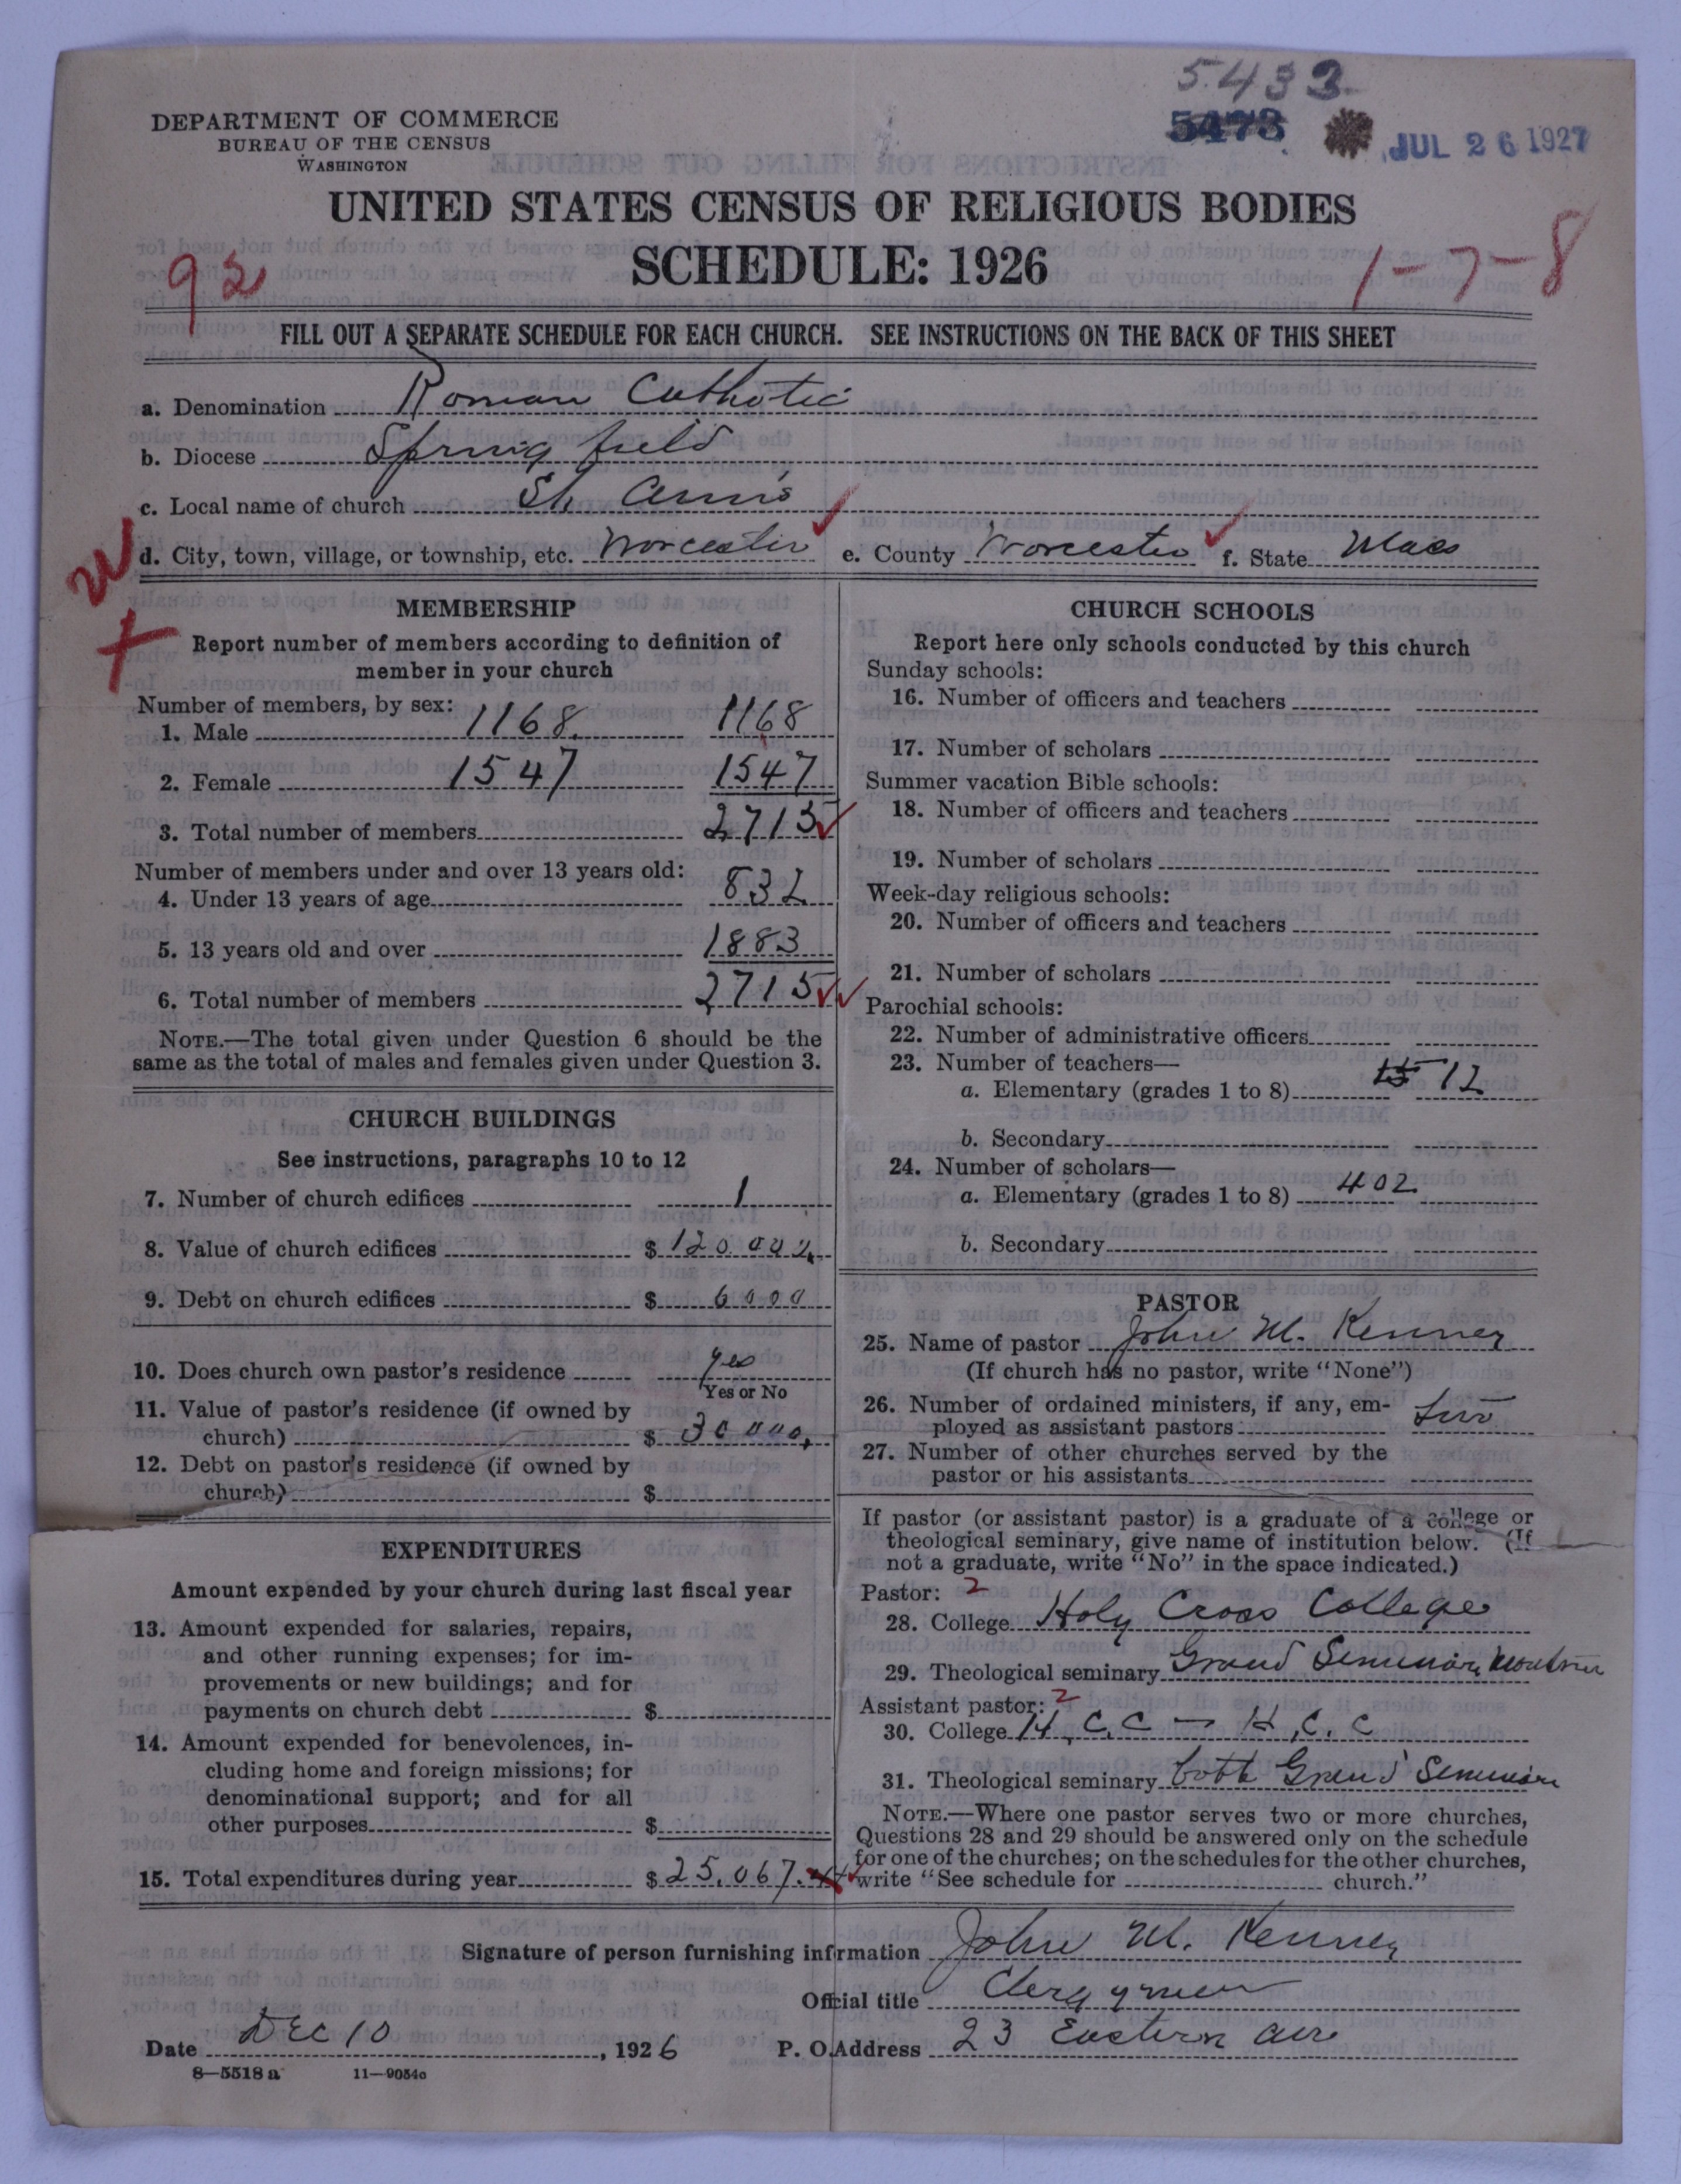 5433
5473
JUL 26 1927
DEPARTMENT OF COMMERCE
BUREAU OF THE CENSUS
WASHINGTON
UNITED STATES CENSUS OF RELIGIOUS BODIES
SCHEDULE: 1926
92
1-7-8
FILL OUT A SEPARATE SCHEDULE FOR EACH CHURCH. SEE INSTRUCTIONS ON THE BACK OF THIS SHEET
a. Denomination Roman Catholic
b. Diocese Springfield
c. Local name of church St. Ann's
d. City, town, village, or township, etc. Worcester e. County Worcester f. State Mass
MEMBERSHIP
Report number of members according to definition of
member in your church
Number of members, by sex:
1. Male 1168. 1168
2. Female 1547 1547
3. Total number of members 2715
Number of members under and over 13 years old:
4. Under 13 years of age 832
5. 13 years old and over 1883
6. Total number of members 2715
NOTE.—The total given under Question 6 should be the
same as the total of males and females given under Question 3.
CHURCH BUILDINGS
See instructions, paragraphs 10 to 12
7. Number of church edifices 1
8. Value of church edifices $ 120 000.
9. Debt on church edifices $ 6000
10. Does church own pastor's residence yes
Yes or No
11. Value of pastor's residence (if owned by
church) $ 30 000.
12. Debt on pastor's residence (if owned by
church) $
EXPENDITURES
Amount expended by your church during last fiscal year
13. Amount expended for salaries, repairs,
and other running expenses; for im-
provements or new buildings; and for
payments on church debt $
14. Amount expended for benevolences, in-
cluding home and foreign missions; for
denominational support; and for all
other purposes $
15. Total expenditures during year $ 25,067.
CHURCH SCHOOLS
Report here only schools conducted by this church
Sunday schools:
16. Number of officers and teachers
17. Number of scholars
Summer vacation Bible schools:
18. Number of officers and teachers
19. Number of scholars
Week-day religious schools:
20. Number of officers and teachers
21. Number of scholars
Parochial schools:
22. Number of administrative officers
23. Number of teachers—
a. Elementary (grades 1 to 8) 12
b. Secondary
24. Number of scholars—
a. Elementary (grades 1 to 8) 402
b. Secondary
PASTOR
25. Name of pastor John M. Kenney
(If church has no pastor, write "None")
26. Number of ordained ministers, if any, em-
ployed as assistant pastors two
27. Number of other churches served by the
pastor or his assistants
If pastor (or assistant pastor) is a graduate of a college or
theological seminary, give name of institution below. (If
not a graduate, write "No" in the space indicated.)
Pastor: 2
28. College Holy Cross College
29. Theological seminary Grand Seminary
Assistant pastor: 2
30. College H. C. C — H. C. C
31. Theological seminary both Grand Seminary
NOTE.—Where one pastor serves two or more churches,
Questions 28 and 29 should be answered only on the schedule
for one of the churches; on the schedules for the other churches,
write "See schedule for church."
Signature of person furnishing infrmation John M. Kenney
Official title Clergyman
Date DEC 10, 1926 P. O. Address 23 Eastern Ave
8—5518 a 11—9054c